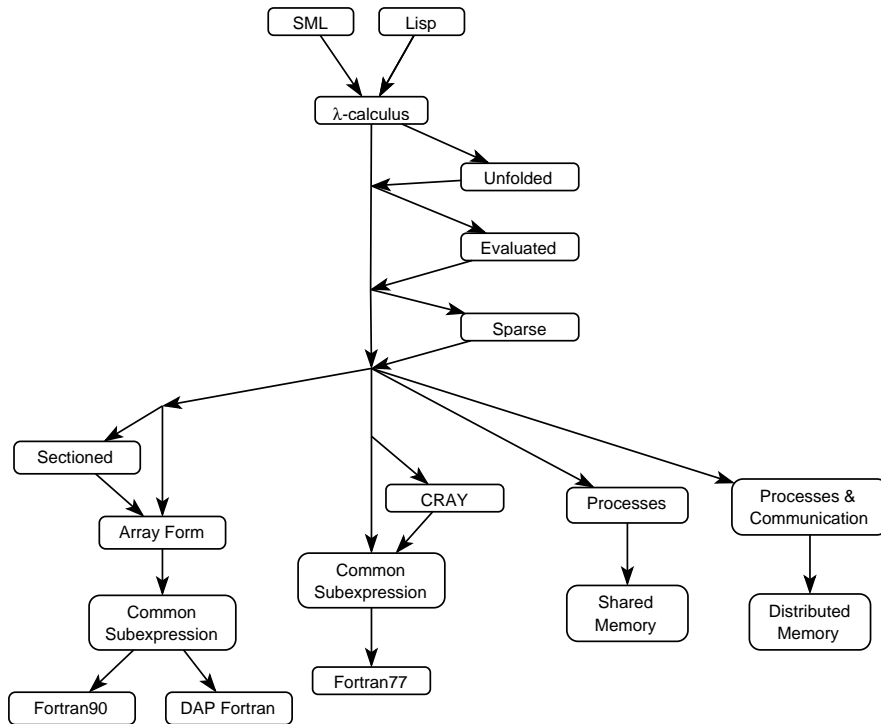 SML
Lisp
λ-calculus
Unfolded
Evaluated
Sparse
Sectioned
CRAY
Processes
Processes &
Communication
Array Form
Common
Subexpression
Shared
Memory
Distributed
Memory
Common
Subexpression
Fortran77
Fortran90
DAP Fortran